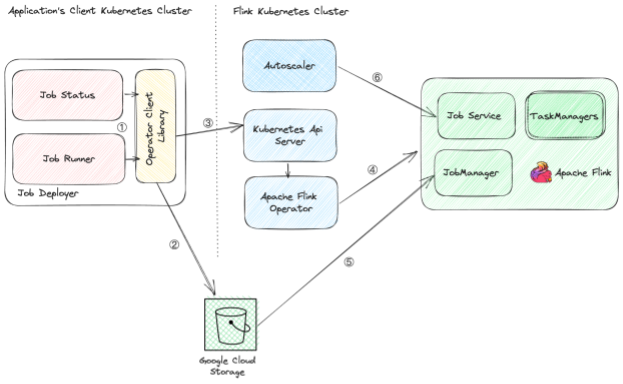 Application's Client Kubernetes Cluster
Flink Kubernetes Cluster
Job Status
Job Runner
Operator Client
Library
Job Deployer
①
②
③
Autoscaler
Kubernetes Api
Server
Apache Flink
Operator
④
⑤
⑥
Job Service
TaskManagers
JobManager
Apache Flink
Google Cloud
Storage